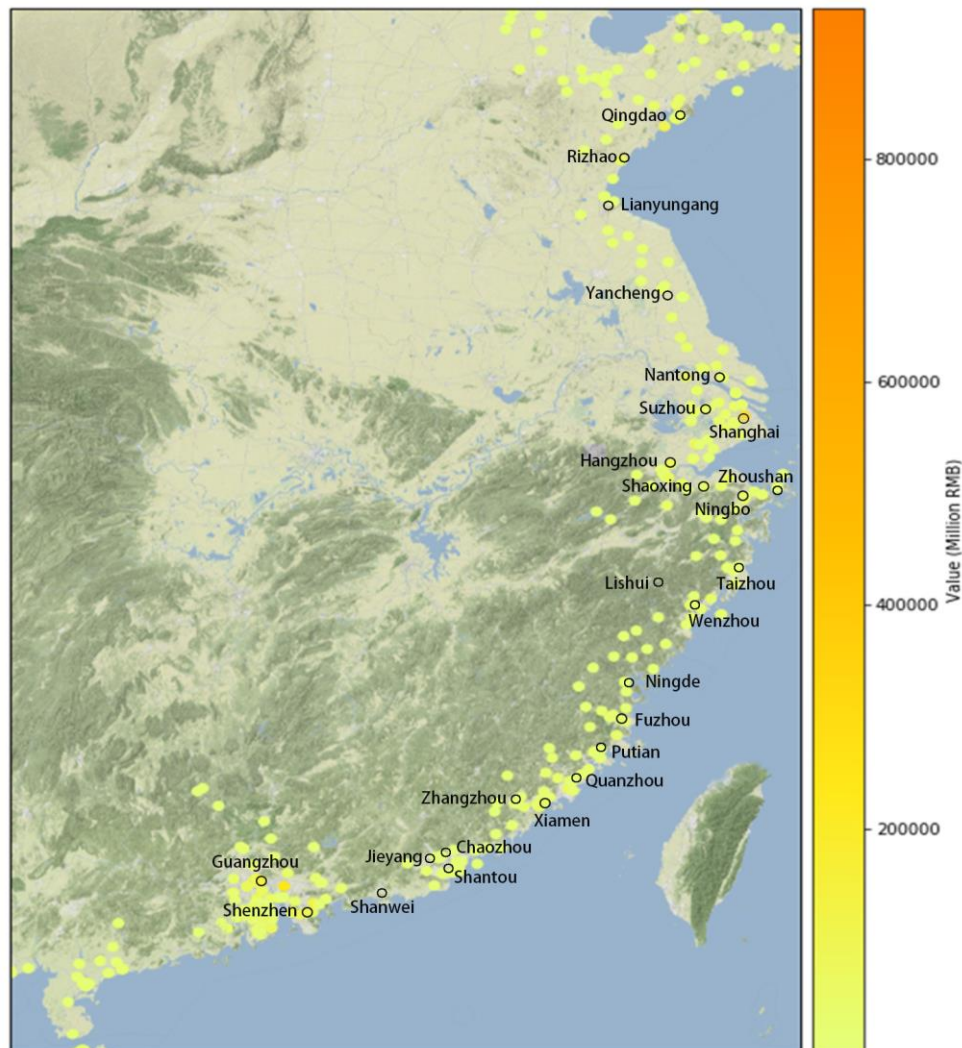 Qingdao
Rizhao
800000
Lianyungang
Yancheng
Nantong
600000
Suzhou
Shanghai
Hangzhou
Zhoushan
Shaoxing
Ningbo
Value (Million RMB)
Lishui
Taizhou
400000
Wenzhou
Ningde
Fuzhou
Putian
Quanzhou
Zhangzhou
Xiamen
200000
Chaozhou
Jieyang
Guangzhou
Shantou
Shanwei
Shenzhen